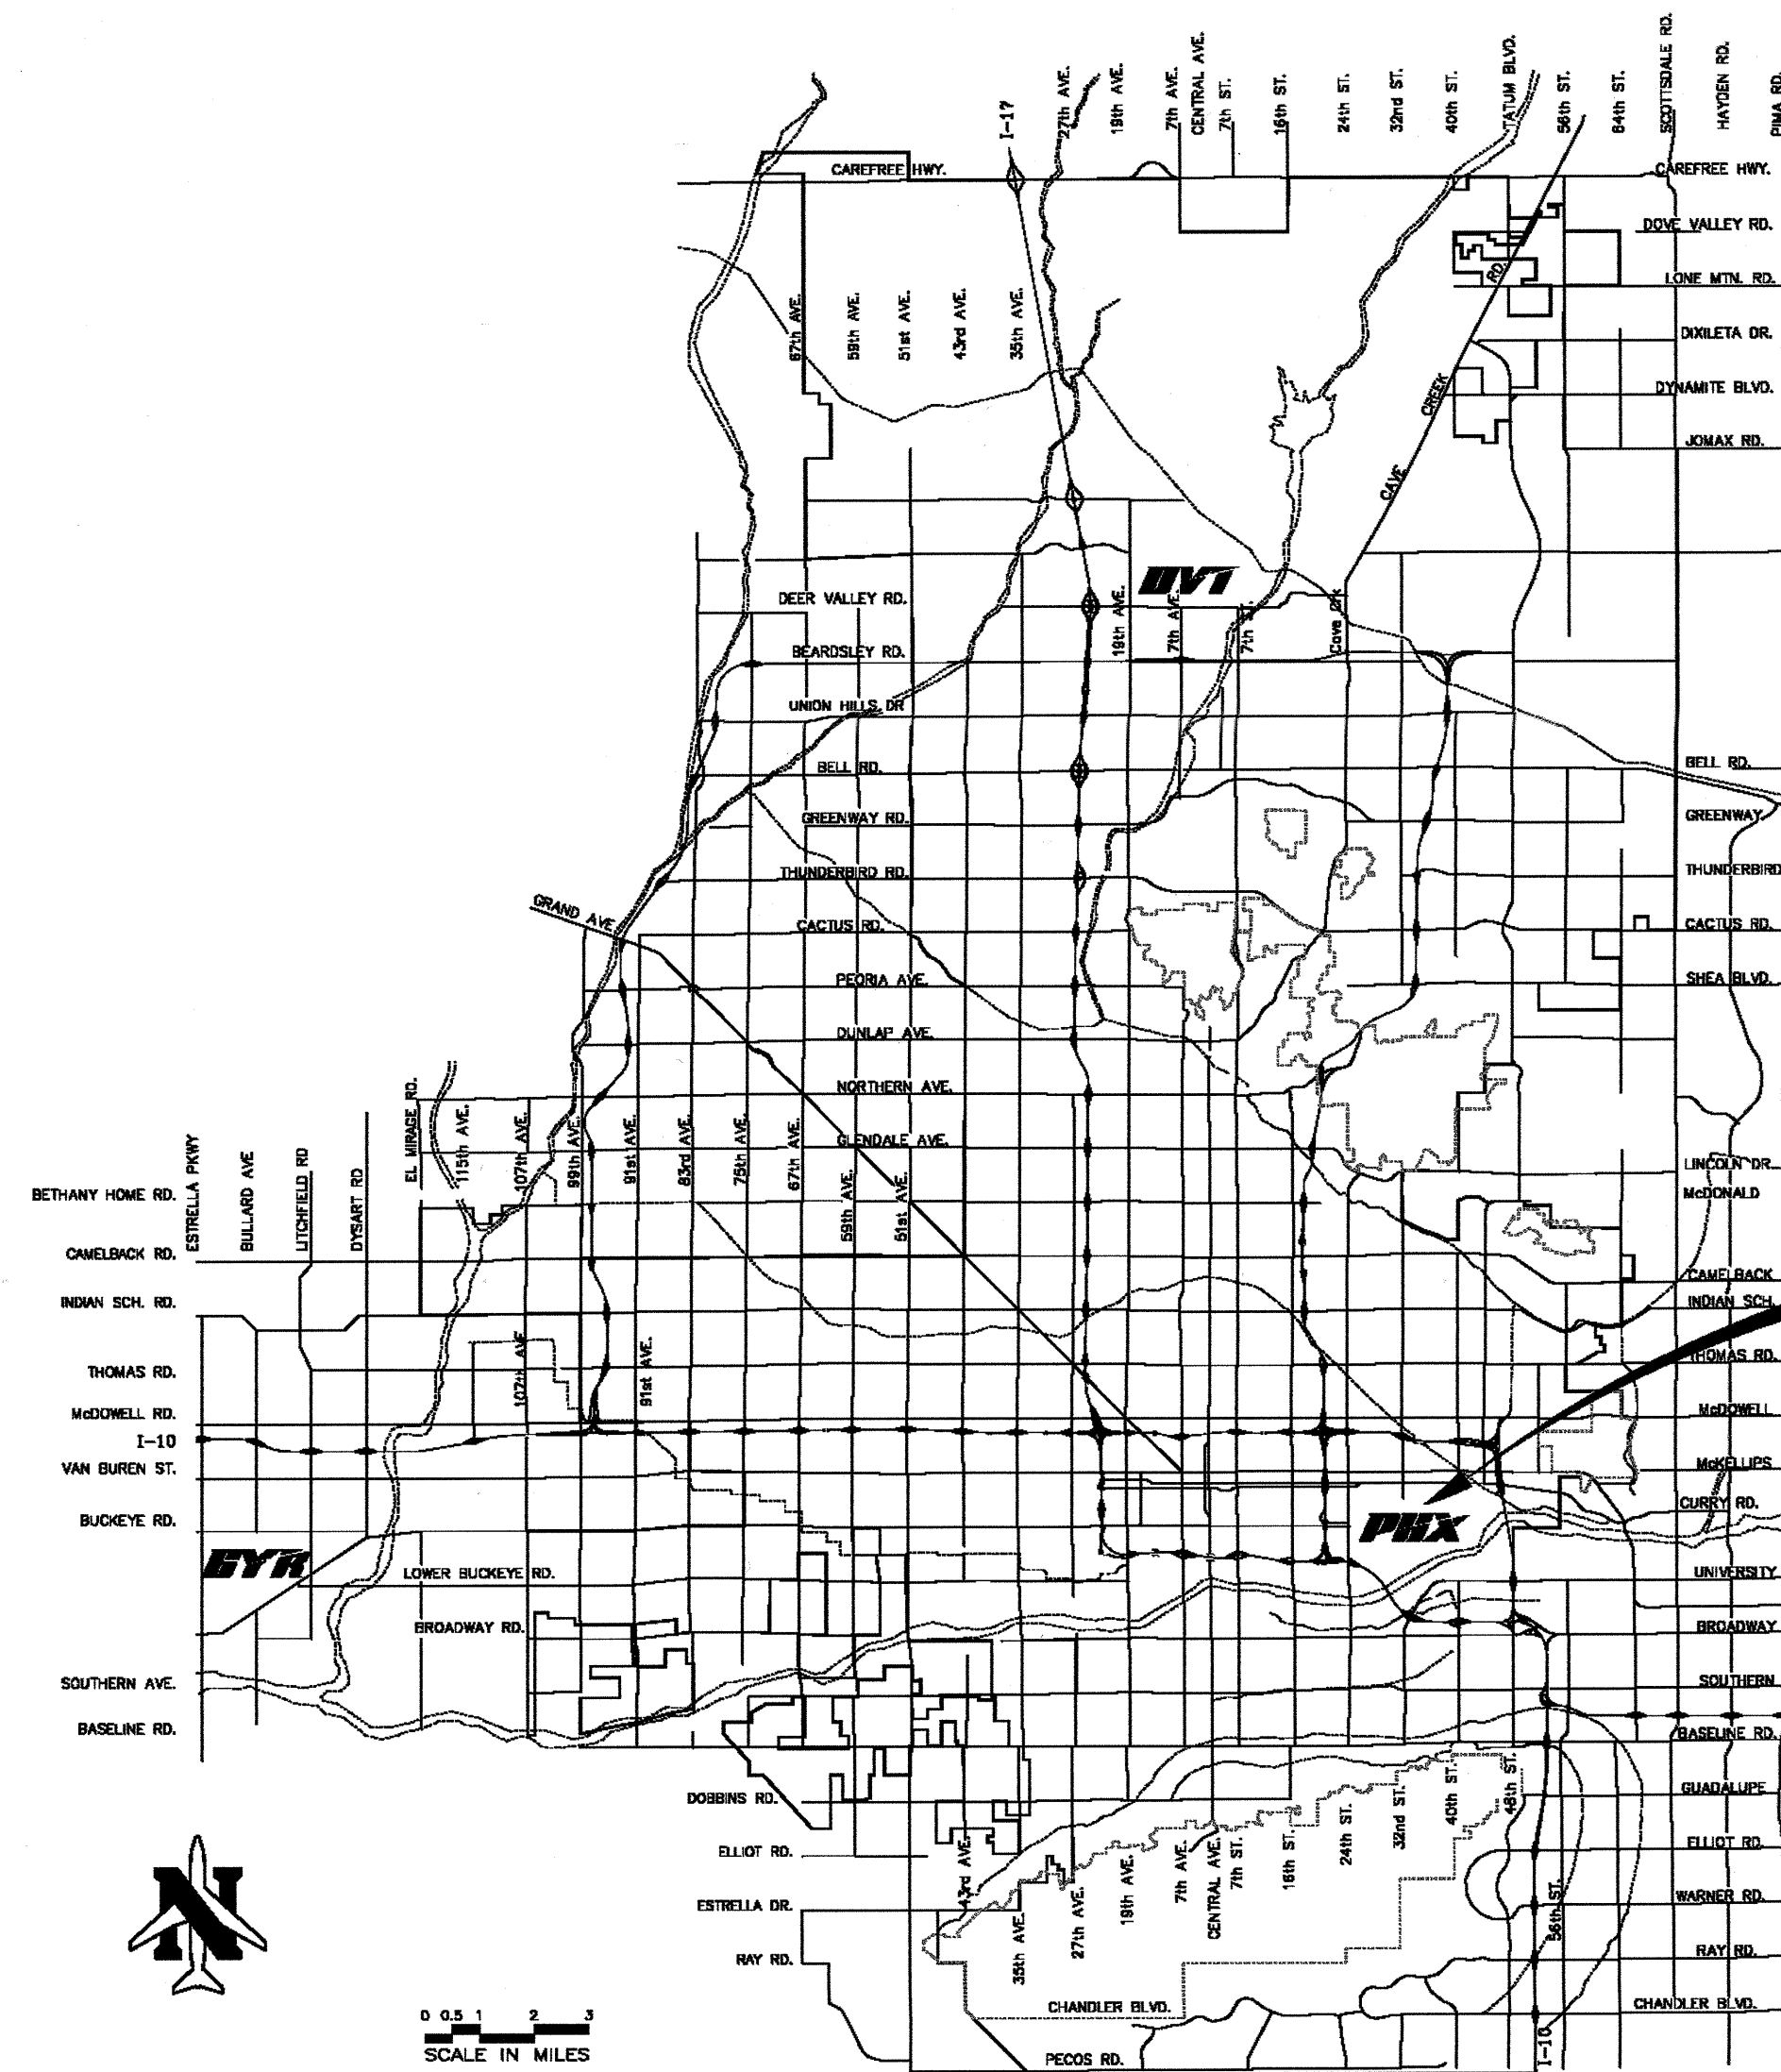 I-17
27th AVE.
19th AVE.
7th AVE.
CENTRAL AVE.
7th ST.
16th ST.
24th ST.
32nd ST.
40th ST.
TATUM BLVD.
56th ST.
64th ST.
SCOTTSDALE RD.
HAYDEN RD.
PIMA RD.
CAREFREE HWY.
CAREFREE HWY.
DOVE VALLEY RD.
LONE MTN. RD.
DIXILETA DR.
DYNAMITE BLVD.
JOMAX RD.
CAVE CREEK RD.
67th AVE.
59th AVE.
51st AVE.
43rd AVE.
35th AVE.
DVT
DEER VALLEY RD.
19th AVE.
7th AVE.
7th ST.
Cave Crk
BEARDSLEY RD.
UNION HILLS DR
BELL RD.
BELL RD.
GREENWAY RD.
GREENWAY
THUNDERBIRD RD.
THUNDERBIRD
GRAND AVE.
CACTUS RD.
CACTUS RD.
PEORIA AVE.
SHEA BLVD.
DUNLAP AVE.
NORTHERN AVE.
GLENDALE AVE.
LINCOLN DR.
McDONALD
ESTRELLA PKWY
BULLARD AVE
LITCHFIELD RD
DYSART RD
EL MIRAGE RD.
115th AVE.
107th AVE.
99th AVE.
91st AVE.
83rd AVE.
75th AVE.
67th AVE.
59th AVE.
51st AVE.
BETHANY HOME RD.
CAMELBACK RD.
CAMELBACK
INDIAN SCH. RD.
INDIAN SCH.
107th AVE
91st AVE.
THOMAS RD.
THOMAS RD.
McDOWELL RD.
McDOWELL
I-10
VAN BUREN ST.
McKELLIPS
BUCKEYE RD.
CURRY RD.
PHX
GYR
LOWER BUCKEYE RD.
UNIVERSITY
BROADWAY RD.
BROADWAY
SOUTHERN AVE.
SOUTHERN
BASELINE RD.
BASELINE RD.
DOBBINS RD.
GUADALUPE
ELLIOT RD.
ELLIOT RD.
43rd AVE.
35th AVE.
27th AVE.
19th AVE.
7th AVE.
CENTRAL AVE.
7th ST.
16th ST.
24th ST.
32nd ST.
40th ST.
48th ST.
56th ST.
ESTRELLA DR.
WARNER RD.
RAY RD.
RAY RD.
CHANDLER BLVD.
CHANDLER BLVD.
PECOS RD.
I-10
N
0 0.5 1 2 3
SCALE IN MILES